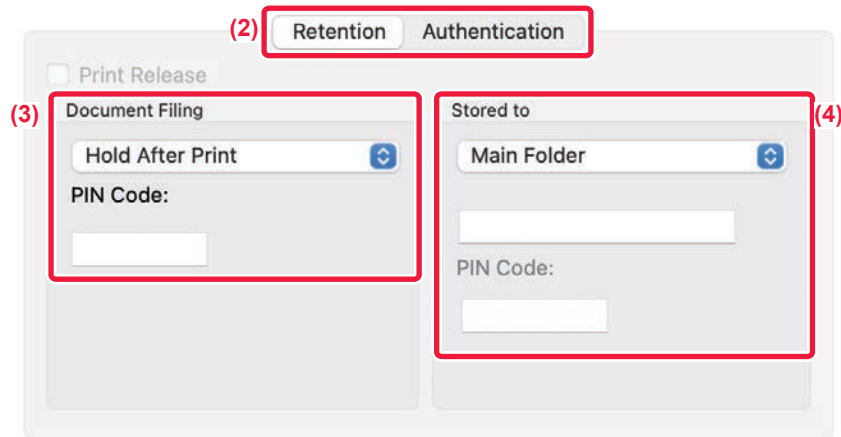 (2) Retention Authentication
Print Release
(3) Document Filing
Hold After Print
PIN Code:
Stored to (4)
Main Folder
PIN Code: